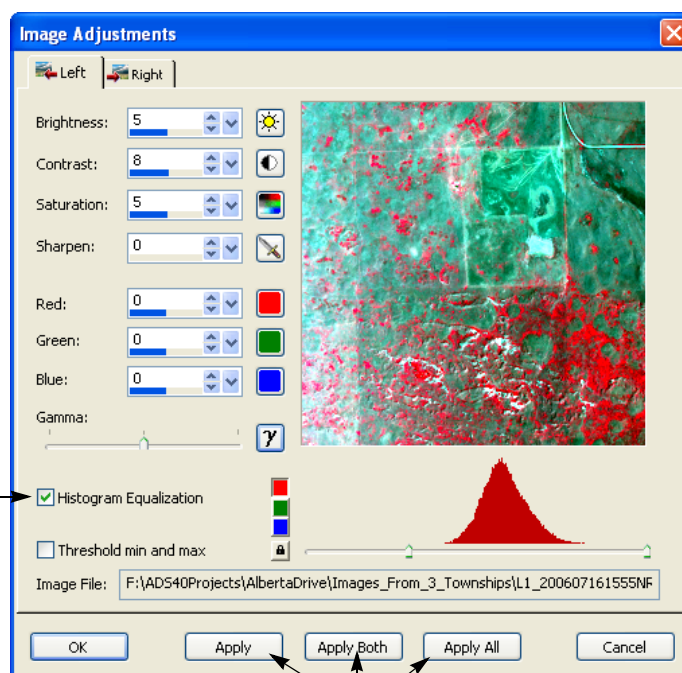 Image Adjustments
Left
Right
Brightness: 5
Contrast: 8
Saturation: 5
Sharpen: 0
Red: 0
Green: 0
Blue: 0
Gamma:
γ
Histogram Equalization
Threshold min and max
Image File: F:\ADS40Projects\AlbertaDrive\Images_From_3_Townships\L1_200607161555NF
OK
Apply
Apply Both
Apply All
Cancel